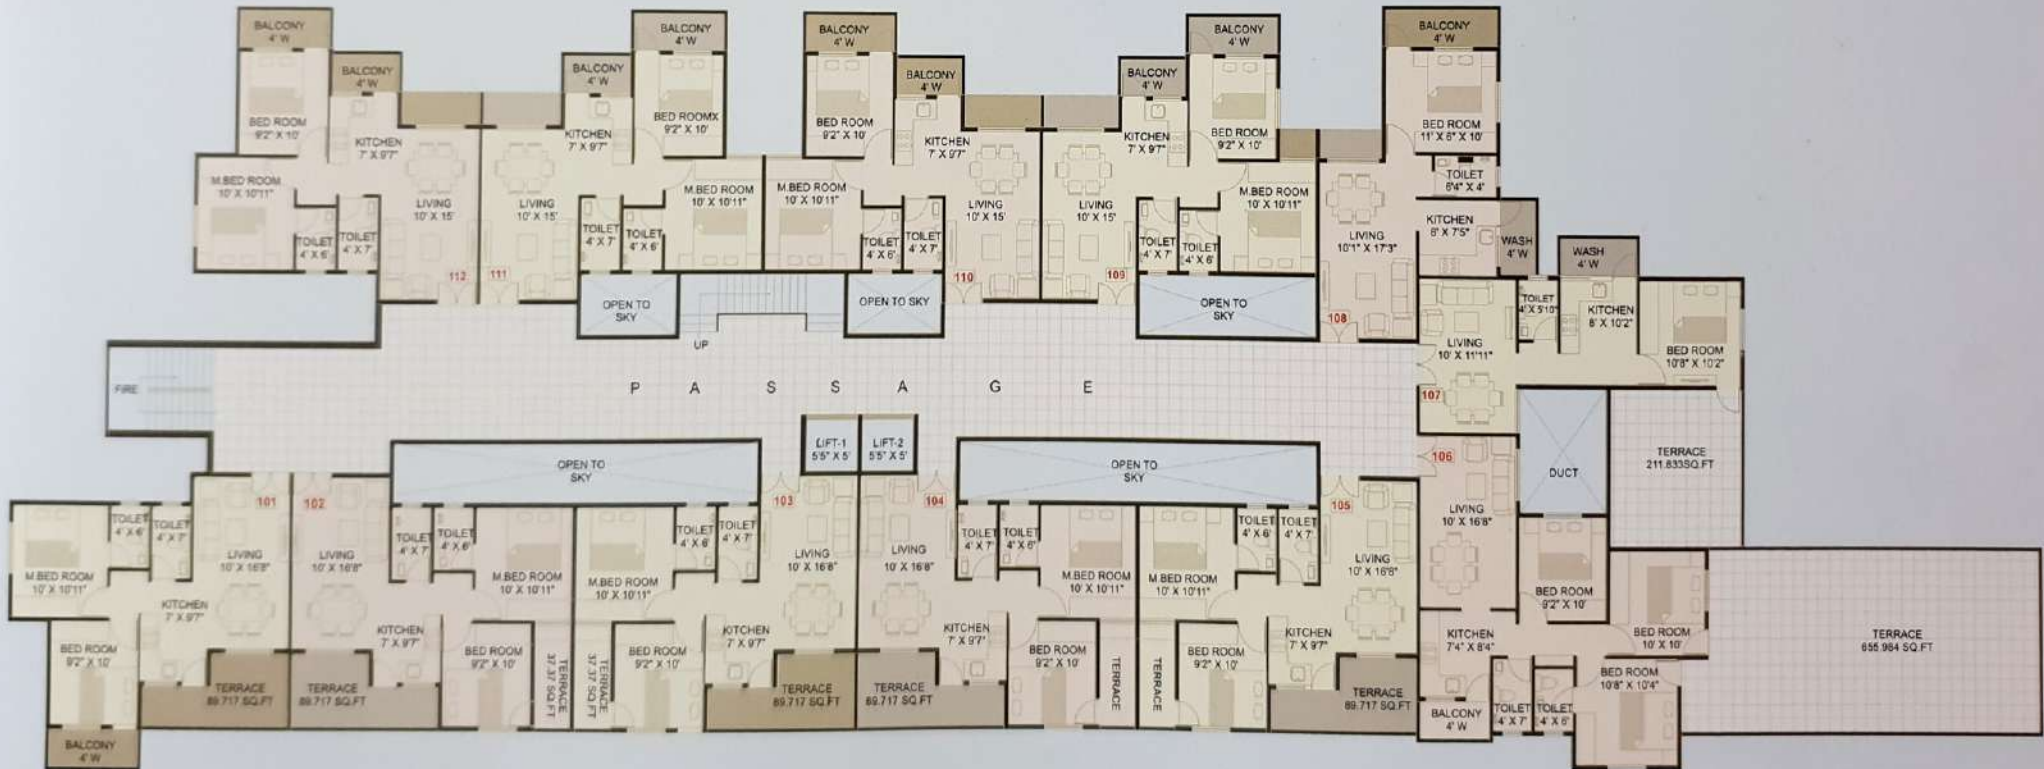 BALCONY
4' W
BED ROOM
9'2" X 10'
BALCONY
4' W
KITCHEN
7' X 9'7"
M.BED ROOM
10' X 10'11"
TOILET
4' X 6'
TOILET
4' X 7'
LIVING
10' X 15'
112
BALCONY
4' W
BALCONY
4' W
BED ROOMX
9'2" X 10'
KITCHEN
7' X 9'7"
LIVING
10' X 15'
111
TOILET
4' X 7'
TOILET
4' X 6'
M.BED ROOM
10' X 10'11"
BALCONY
4' W
BED ROOM
9'2" X 10'
BALCONY
4' W
KITCHEN
7' X 9'7"
M.BED ROOM
10' X 10'11"
TOILET
4' X 6'
TOILET
4' X 7'
LIVING
10' X 15'
110
BALCONY
4' W
BALCONY
4' W
BED ROOM
9'2" X 10'
KITCHEN
7' X 9'7"
LIVING
10' X 15'
109
TOILET
4' X 7'
TOILET
4' X 6'
M.BED ROOM
10' X 10'11"
BALCONY
4' W
BED ROOM
11' X 6" X 10'
TOILET
6'4" X 4'
KITCHEN
8' X 7'5"
WASH
4' W
LIVING
10'1" X 17'3"
108
WASH
4' W
TOILET
4' X 5'10"
KITCHEN
8' X 10'2"
BED ROOM
10'8" X 10'2"
LIVING
10' X 11'11"
107
OPEN TO
SKY
UP
OPEN TO SKY
OPEN TO
SKY
FIRE
P A S S A G E
LIFT-1
5'5" X 5'
LIFT-2
5'5" X 5'
OPEN TO
SKY
OPEN TO
SKY
DUCT
TERRACE
211.833SQ.FT
101
M.BED ROOM
10' X 10'11"
TOILET
4' X 6'
TOILET
4' X 7'
LIVING
10' X 16'8"
KITCHEN
7' X 9'7"
BED ROOM
9'2" X 10'
TERRACE
89.717 SQ.FT
BALCONY
4' W
102
LIVING
10' X 16'8"
TOILET
4' X 7'
TOILET
4' X 6'
M.BED ROOM
10' X 10'11"
KITCHEN
7' X 9'7"
BED ROOM
9'2" X 10'
TERRACE
89.717 SQ.FT
TERRACE
37.37 SQ.FT
TERRACE
37.37 SQ.FT
103
M.BED ROOM
10' X 10'11"
TOILET
4' X 6'
TOILET
4' X 7'
LIVING
10' X 16'8"
BED ROOM
9'2" X 10'
KITCHEN
7' X 9'7"
TERRACE
89.717 SQ.FT
104
LIVING
10' X 16'8"
TOILET
4' X 7'
TOILET
4' X 6'
M.BED ROOM
10' X 10'11"
KITCHEN
7' X 9'7"
BED ROOM
9'2" X 10'
TERRACE
89.717 SQ.FT
TERRACE
TERRACE
105
M.BED ROOM
10' X 10'11"
TOILET
4' X 6'
TOILET
4' X 7'
LIVING
10' X 16'8"
BED ROOM
9'2" X 10'
KITCHEN
7' X 9'7"
TERRACE
89.717 SQ.FT
106
LIVING
10' X 16'8"
BED ROOM
9'2" X 10'
BED ROOM
10' X 10'
KITCHEN
7'4" X 8'4"
BED ROOM
10'8" X 10'4"
BALCONY
4' W
TOILET
4' X 7'
TOILET
4' X 6'
TERRACE
655.984 SQ.FT